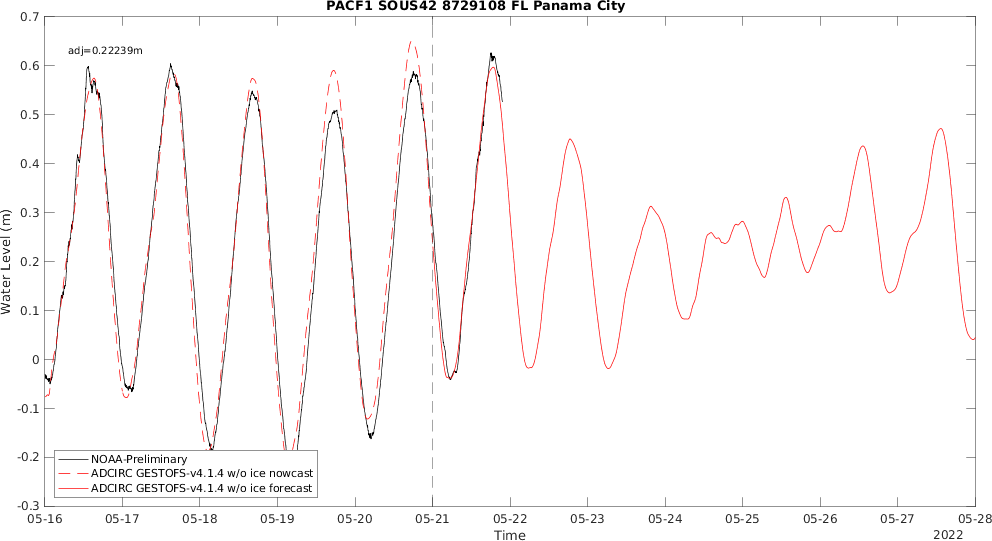 PACF1 SOUS42 8729108 FL Panama City
adj=0.22239m
Water Level (m)
0.7
0.6
0.5
0.4
0.3
0.2
0.1
0
-0.1
-0.2
-0.3
NOAA-Preliminary
ADCIRC GESTOFS-v4.1.4 w/o ice nowcast
ADCIRC GESTOFS-v4.1.4 w/o ice forecast
05-16 05-17 05-18 05-19 05-20 05-21 05-22 05-23 05-24 05-25 05-26 05-27 05-28
Time
2022